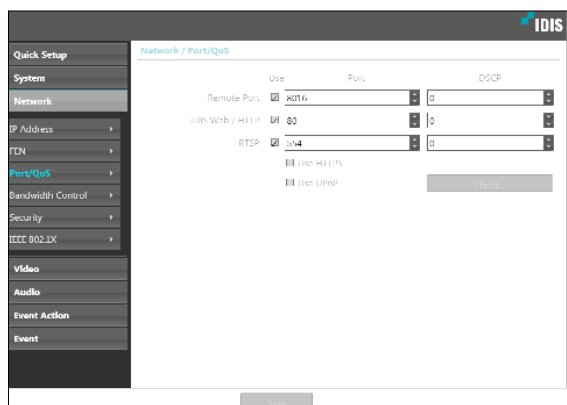 IDIS
Quick Setup
System
Network
IP Address
FEN
Port/QoS
Bandwidth Control
Security
IEEE 802.1X
Video
Audio
Event Action
Event
Network / Port/QoS
Use Port DSCP
Remote Port 8016 0
IDIS Web / HTTP 80 0
RTSP 554 0
Use HTTPS
Use UPnP Check...
Save